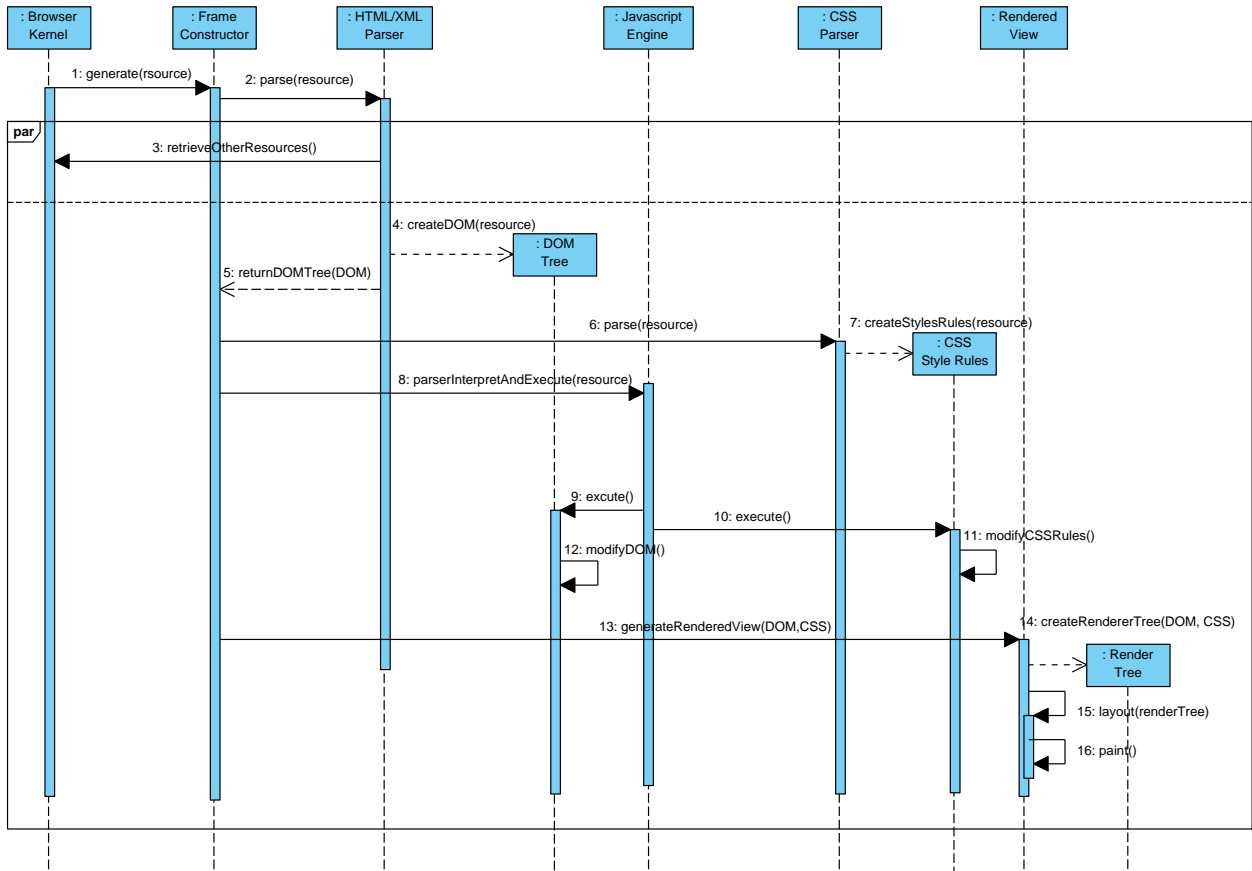 : Browser
Kernel
: Frame
Constructor
: HTML/XML
Parser
: Javascript
Engine
: CSS
Parser
: Rendered
View
1: generate(rsource)
2: parse(resource)
par
3: retrieveOtherResources()
4: createDOM(resource)
: DOM
Tree
5: returnDOMTree(DOM)
6: parse(resource)
7: createStylesRules(resource)
: CSS
Style Rules
8: parserInterpretAndExecute(resource)
9: excute()
10: execute()
11: modifyCSSRules()
12: modifyDOM()
13: generateRenderedView(DOM,CSS)
14: createRendererTree(DOM, CSS)
: Render
Tree
15: layout(renderTree)
16: paint()